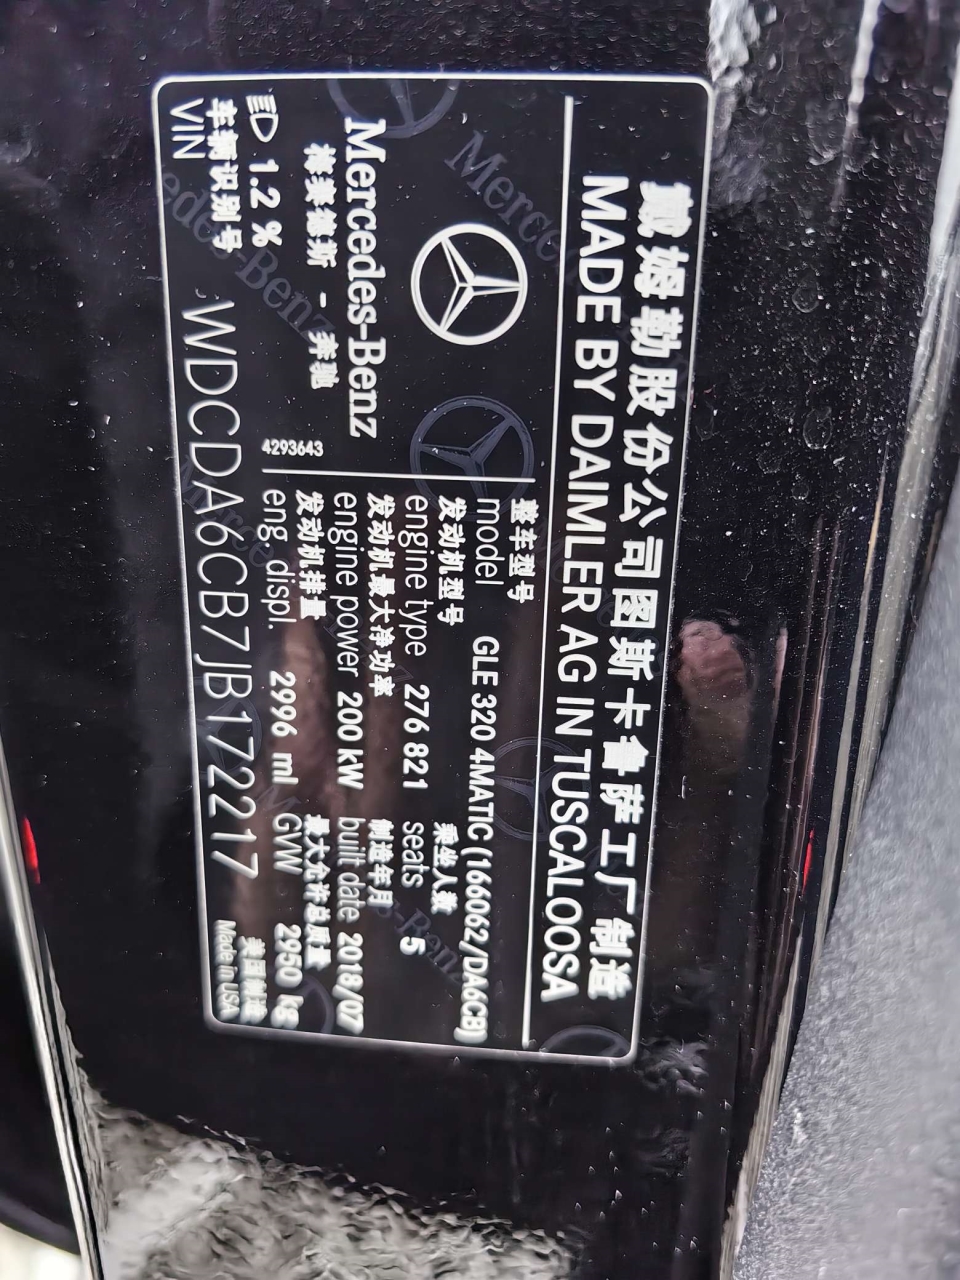 戴姆勒股份公司图斯卡鲁萨工厂制造
MADE BY DAIMLER AG IN TUSCALOOSA
Mercedes-Benz
梅赛德斯 - 奔驰
4293643
整车型号
model GLE 320 4MATIC (166062/DA6CB)
发动机型号 乘坐人数
engine type 276 821 seats 5
发动机最大净功率 制造年月
engine power 200 kW built date 2018/07
发动机排量 最大允许总质量
eng. displ. 2996 ml GVW 2950 kg
1.2 %
车辆识别号
VIN WDCDA6CB7JB172217
美国制造
Made in USA